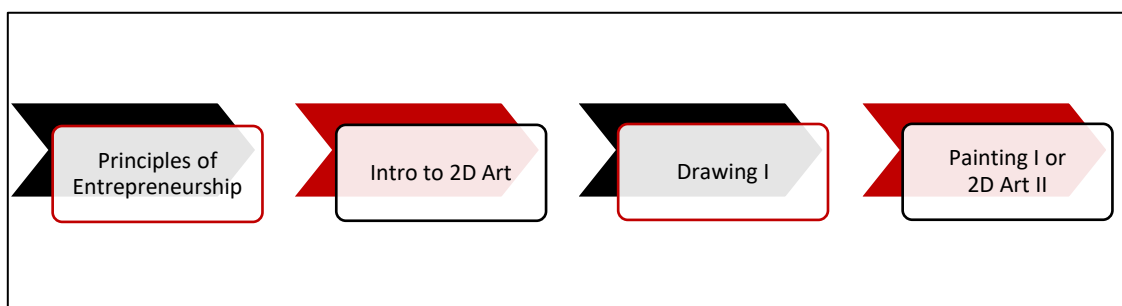 Principles of
Entrepreneurship
Intro to 2D Art
Drawing I
Painting I or
2D Art II